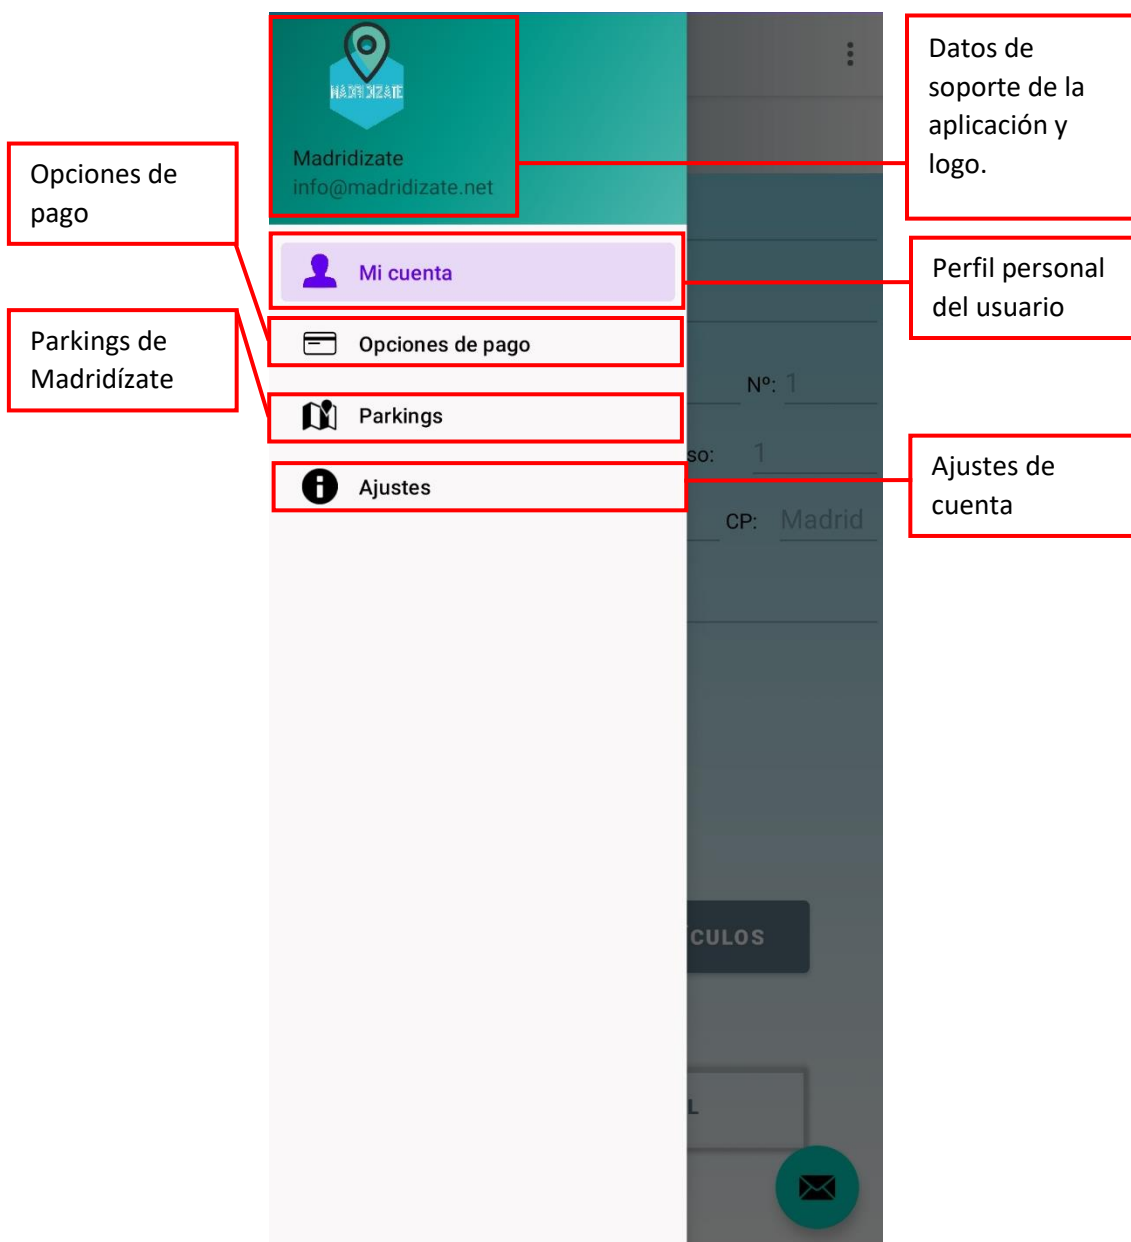 MADRIDIZATE
Madridizate
info@madridizate.net
Datos de
soporte de la
aplicación y
logo.
Opciones de
pago
Mi cuenta
Perfil personal
del usuario
Opciones de pago
Parkings de
Madridízate
Nº: 1
Parkings
so: 1
Ajustes
Ajustes de
cuenta
CP: Madrid
CULOS
L